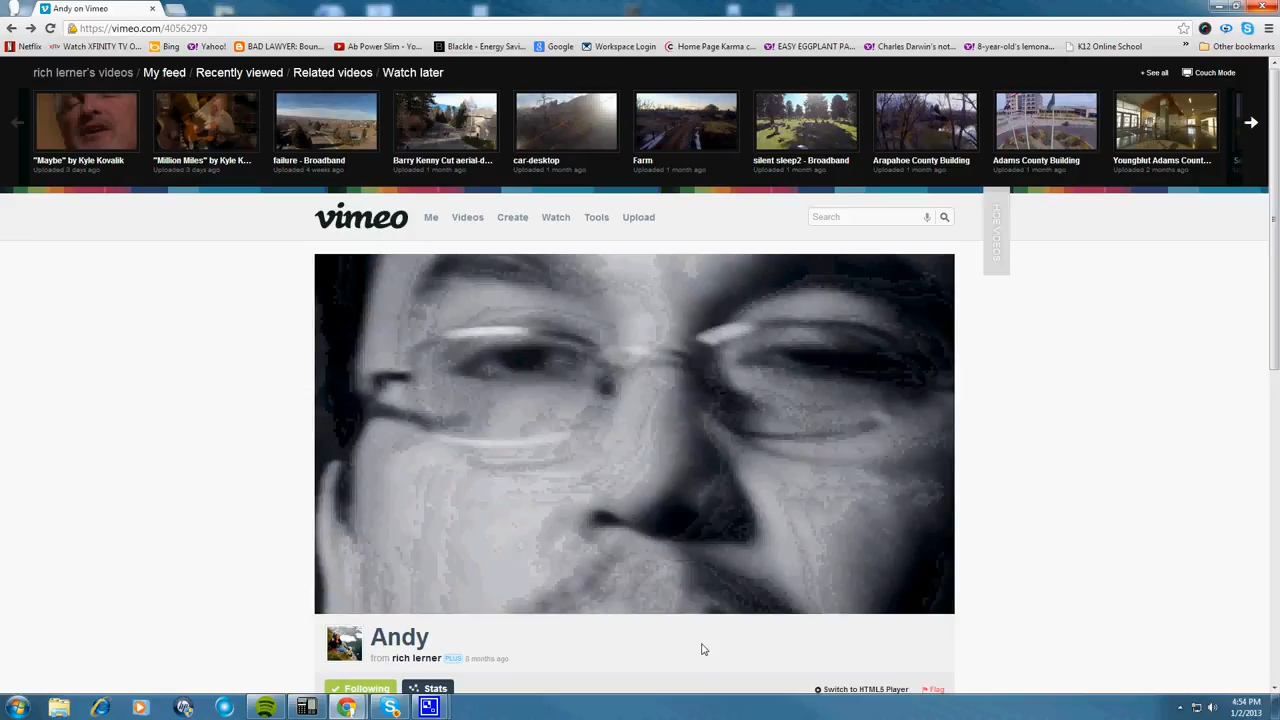 Andy on Vimeo
https://vimeo.com/40562979
Netflix Watch XFINITY TV O... Bing Yahoo! BAD LAWYER: Boun... Ab Power Slim - Yo... Blackle - Energy Savi... Google Workspace Login Home Page Karma c... EASY EGGPLANT PA... Charles Darwin's not... 8-year-old's lemona... K12 Online School » Other bookmarks
rich lerner's videos / My feed / Recently viewed / Related videos / Watch later + See all Couch Mode
"Maybe" by Kyle Kovalik "Million Miles" by Kyle K... failure - Broadband Barry Kenny Cut aerial-d... car-desktop Farm silent sleep2 - Broadband Arapahoe County Building Adams County Building Youngblut Adams Count...
Uploaded 3 days ago Uploaded 3 days ago Uploaded 4 weeks ago Uploaded 1 month ago Uploaded 1 month ago Uploaded 1 month ago Uploaded 1 month ago Uploaded 1 month ago Uploaded 1 month ago Uploaded 2 months ago
vimeo Me Videos Create Watch Tools Upload Search
HIDE VIDEOS
Andy
from rich lerner PLUS 8 months ago
Following Stats Switch to HTML5 Player Flag
4:54 PM
1/2/2013